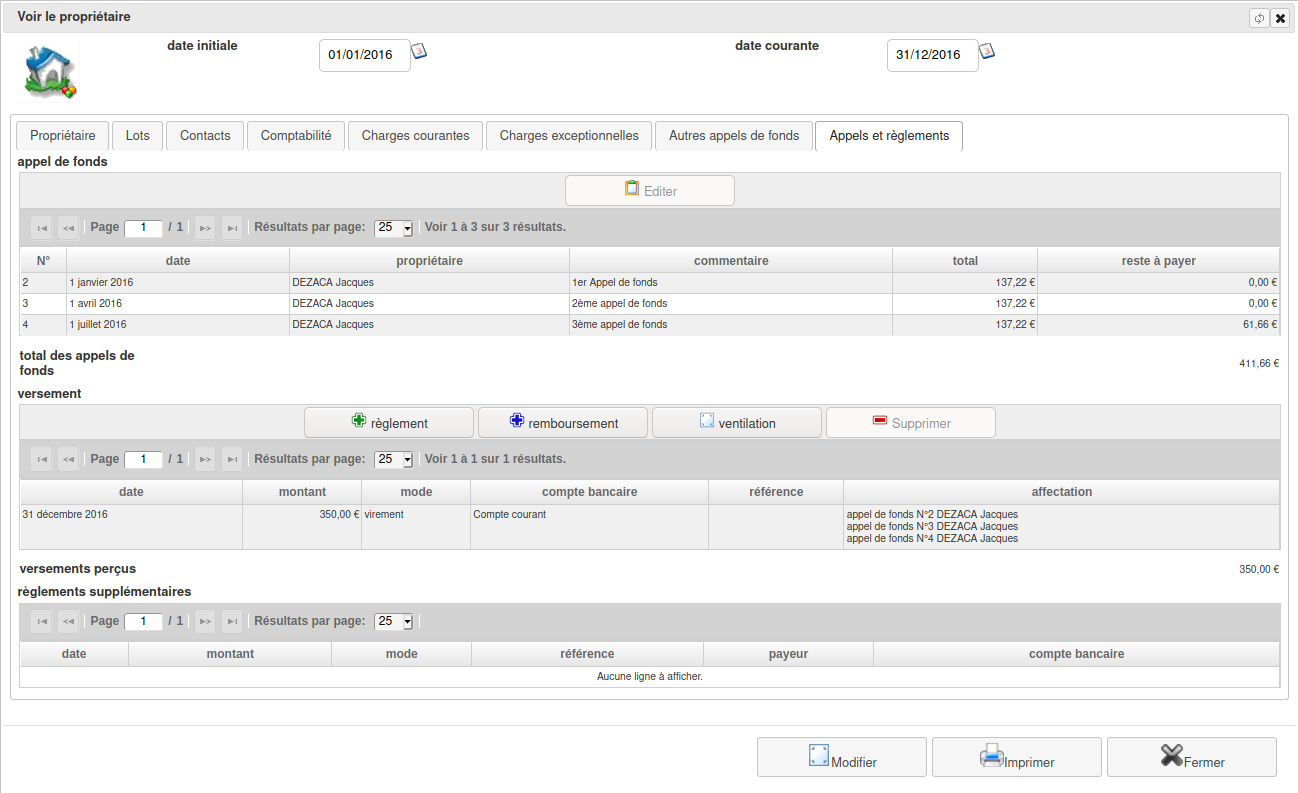 Voir le propriétaire
date initiale 01/01/2016 date courante 31/12/2016
Propriétaire Lots Contacts Comptabilité Charges courantes Charges exceptionnelles Autres appels de fonds Appels et règlements
appel de fonds
Editer
Page 1 / 1 Résultats par page: 25 Voir 1 à 3 sur 3 résultats.
N° date propriétaire commentaire total reste à payer
2 1 janvier 2016 DEZACA Jacques 1er Appel de fonds 137,22 € 0,00 €
3 1 avril 2016 DEZACA Jacques 2ème appel de fonds 137,22 € 0,00 €
4 1 juillet 2016 DEZACA Jacques 3ème appel de fonds 137,22 € 61,66 €
total des appels de
fonds 411,66 €
versement
règlement remboursement ventilation Supprimer
Page 1 / 1 Résultats par page: 25 Voir 1 à 1 sur 1 résultats.
date montant mode compte bancaire référence affectation
31 décembre 2016 350,00 € virement Compte courant appel de fonds N°2 DEZACA Jacques
appel de fonds N°3 DEZACA Jacques
appel de fonds N°4 DEZACA Jacques
versements perçus 350,00 €
règlements supplémentaires
Page 1 / 1 Résultats par page: 25
date montant mode référence payeur compte bancaire
Aucune ligne à afficher.
Modifier Imprimer Fermer